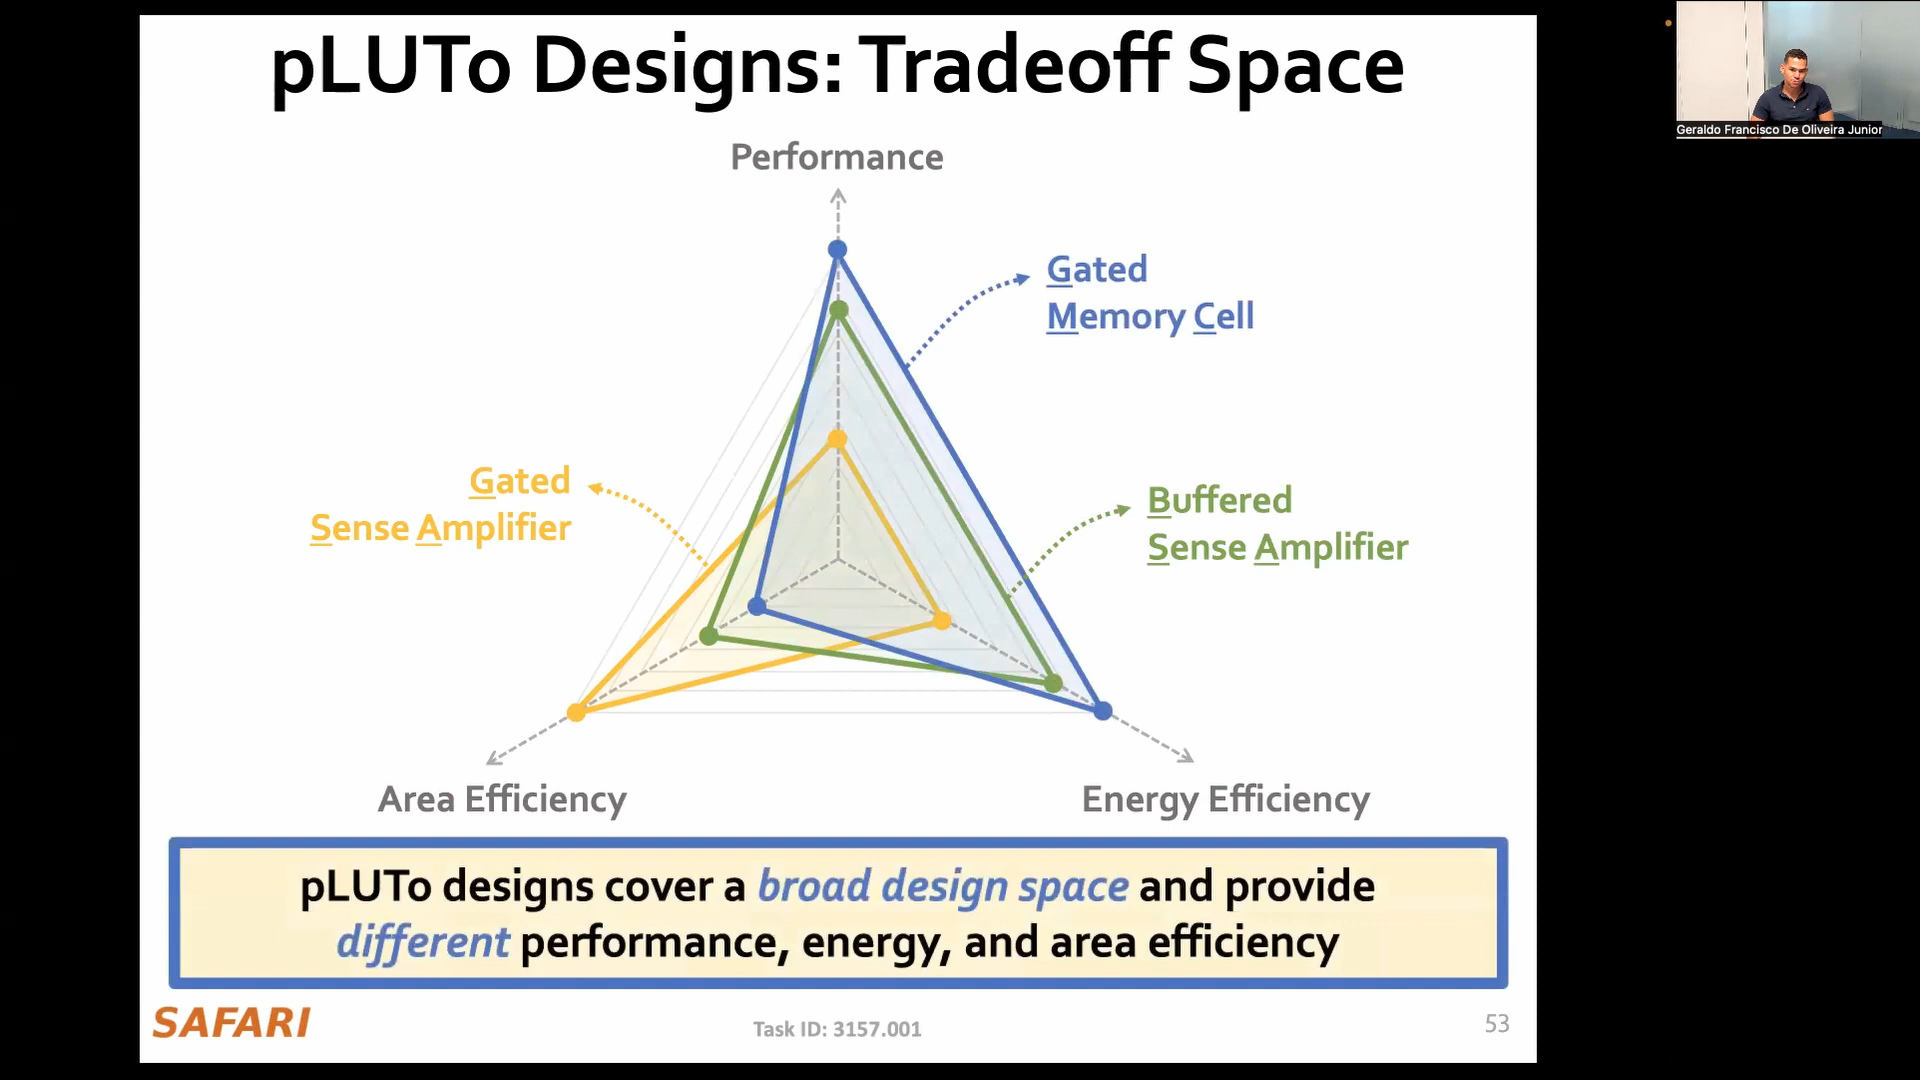 pLUTo Designs: Tradeoff Space
Geraldo Francisco De Oliveira Junior
Performance
Gated
Memory Cell
Gated
Sense Amplifier
Buffered
Sense Amplifier
Area Efficiency
Energy Efficiency
pLUTo designs cover a broad design space and provide
different performance, energy, and area efficiency
SAFARI
Task ID: 3157.001
53